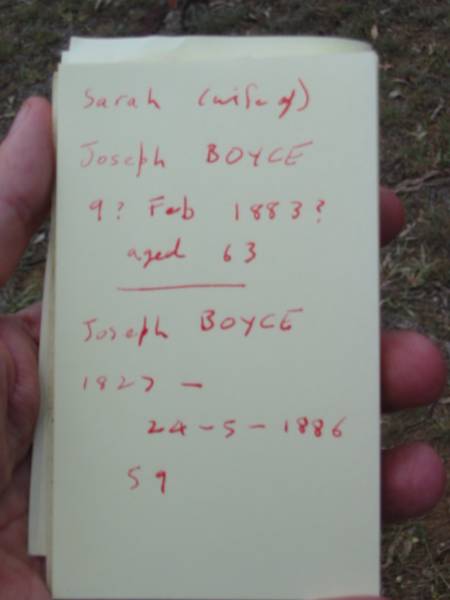 Sarah (wife of)
Joseph BOYCE
9? Feb 1883?
aged 63
Joseph BOYCE
1827 -
24-5-1886
59